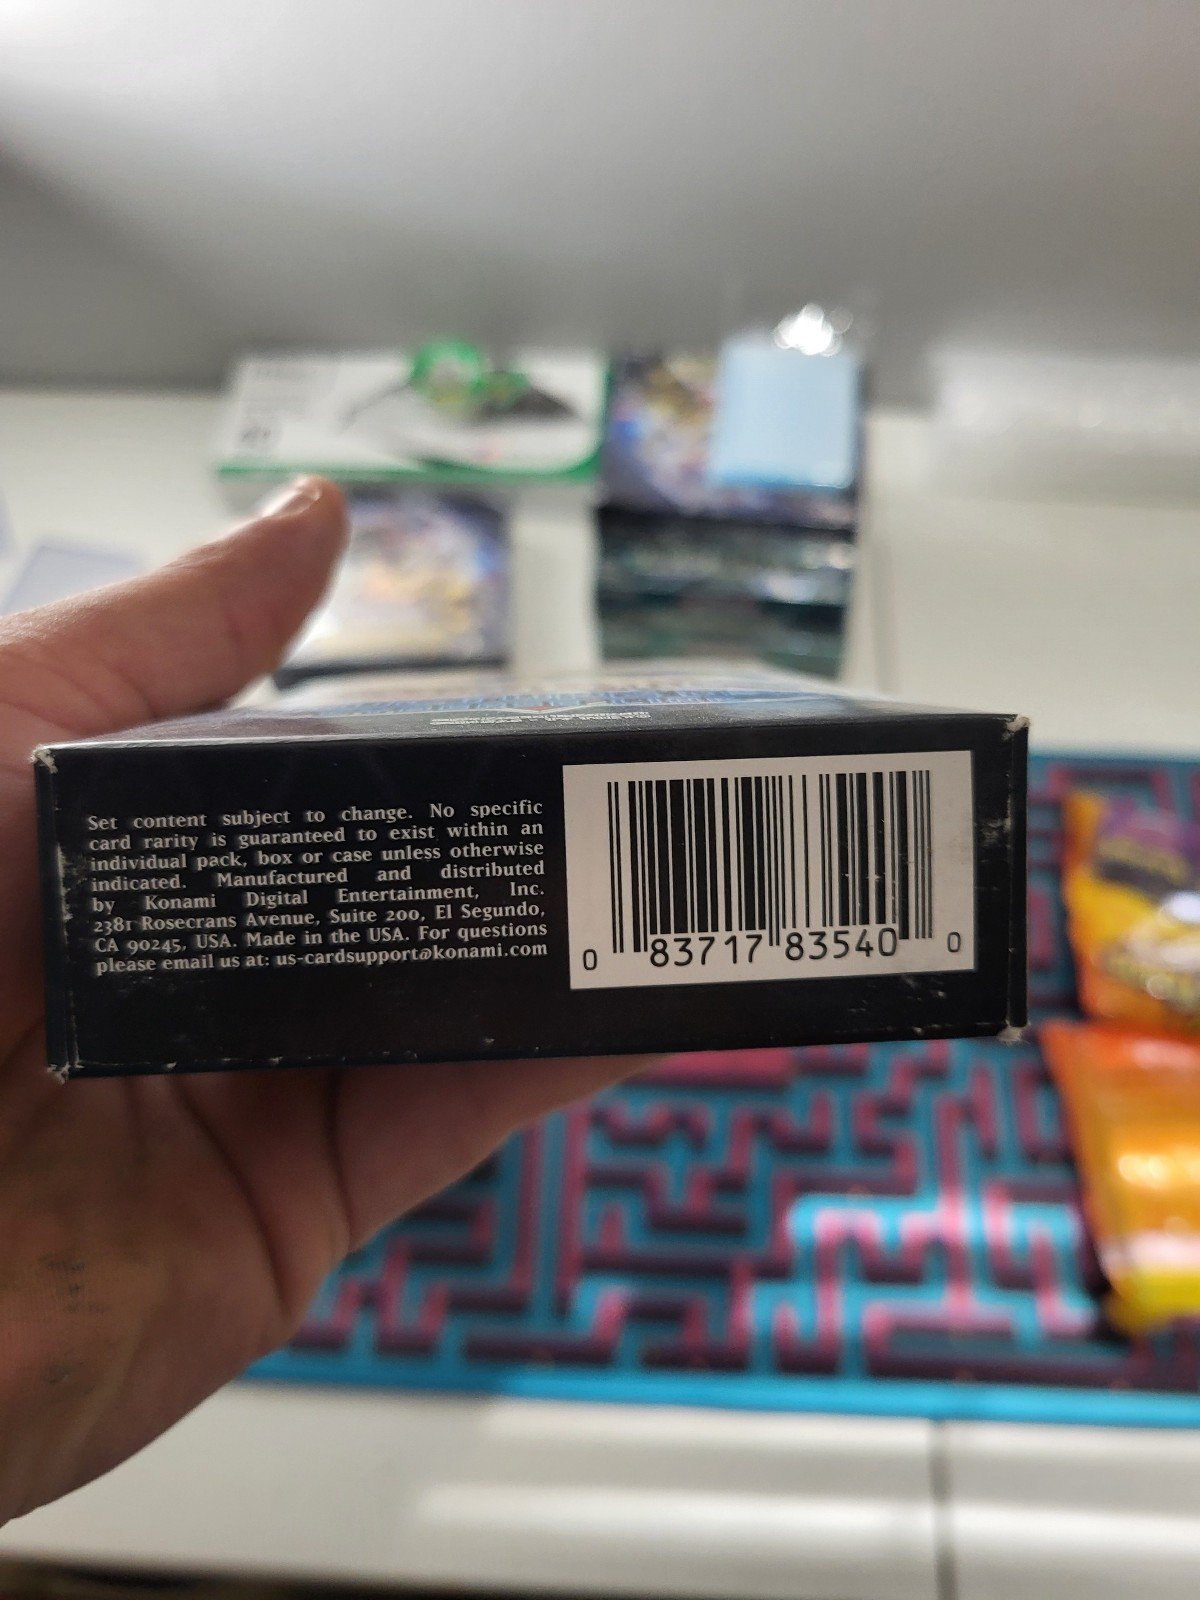 Set content subject to change. No specific
card rarity is guaranteed to exist within an
individual pack, box or case unless otherwise
indicated. Manufactured and distributed
by Konami Digital Entertainment, Inc.
2381 Rosecrans Avenue, Suite 200, El Segundo,
CA 90245, USA. Made in the USA. For questions
please email us at: us-cardsupport@konami.com
0 83717 83540 0